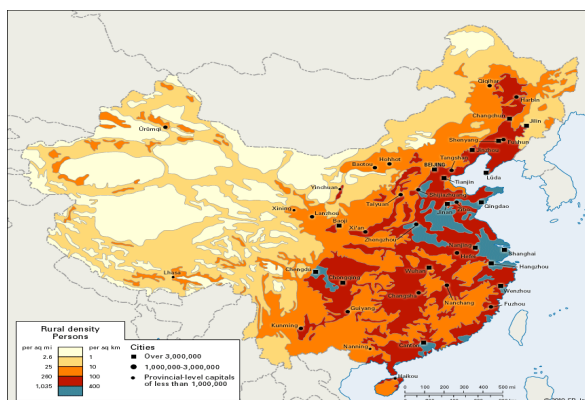 Qiqihar
Harbin
Changchun
Jilin
Ürümqi
Shenyang
Fushun
Hohhot
Baotou
Tangshan
BEIJING
Yinchuan
Tianjin
Lüda
Taiyuan
Xining
Lanzhou
Jinan
Qingdao
Baoji
Xi'an
Zhengzhou
Nanjing
Shanghai
Lhasa
Chengdu
Wuhan
Hangzhou
Chongqing
Wenzhou
Changsha
Nanchang
Guiyang
Fuzhou
Kunming
Nanning
Canton
Haikou
Rural density
Persons
per sq mi per sq km
2.6 1
25 10
260 100
1,035 400
Cities
Over 3,000,000
1,000,000-3,000,000
Provincial-level capitals
of less than 1,000,000
0 100 200 300 400 500 mi